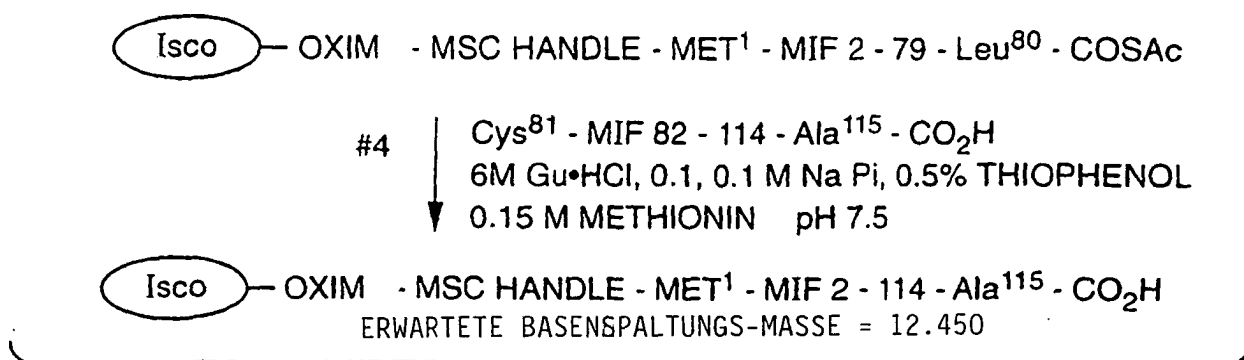 Isco - OXIM - MSC HANDLE - MET¹ - MIF 2 - 79 - Leu⁸⁰ - COSAc
#4
Cys⁸¹ - MIF 82 - 114 - Ala¹¹⁵ - CO₂H
6M Gu•HCl, 0.1, 0.1 M Na Pi, 0.5% THIOPHENOL
0.15 M METHIONIN pH 7.5
Isco - OXIM - MSC HANDLE - MET¹ - MIF 2 - 114 - Ala¹¹⁵ - CO₂H
ERWARTETE BASENSPALTUNGS-MASSE = 12.450